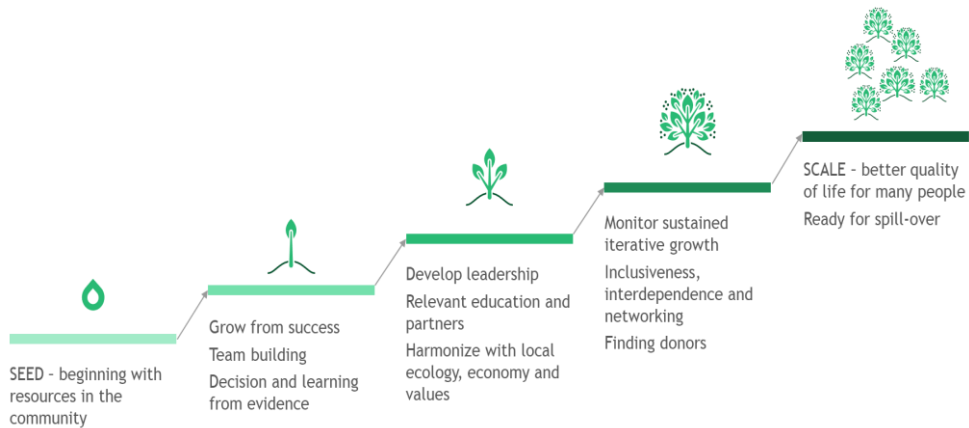 SEED - beginning with
resources in the
community
Grow from success
Team building
Decision and learning
from evidence
Develop leadership
Relevant education and
partners
Harmonize with local
ecology, economy and
values
Monitor sustained
iterative growth
Inclusiveness,
interdependence and
networking
Finding donors
SCALE - better quality
of life for many people
Ready for spill-over